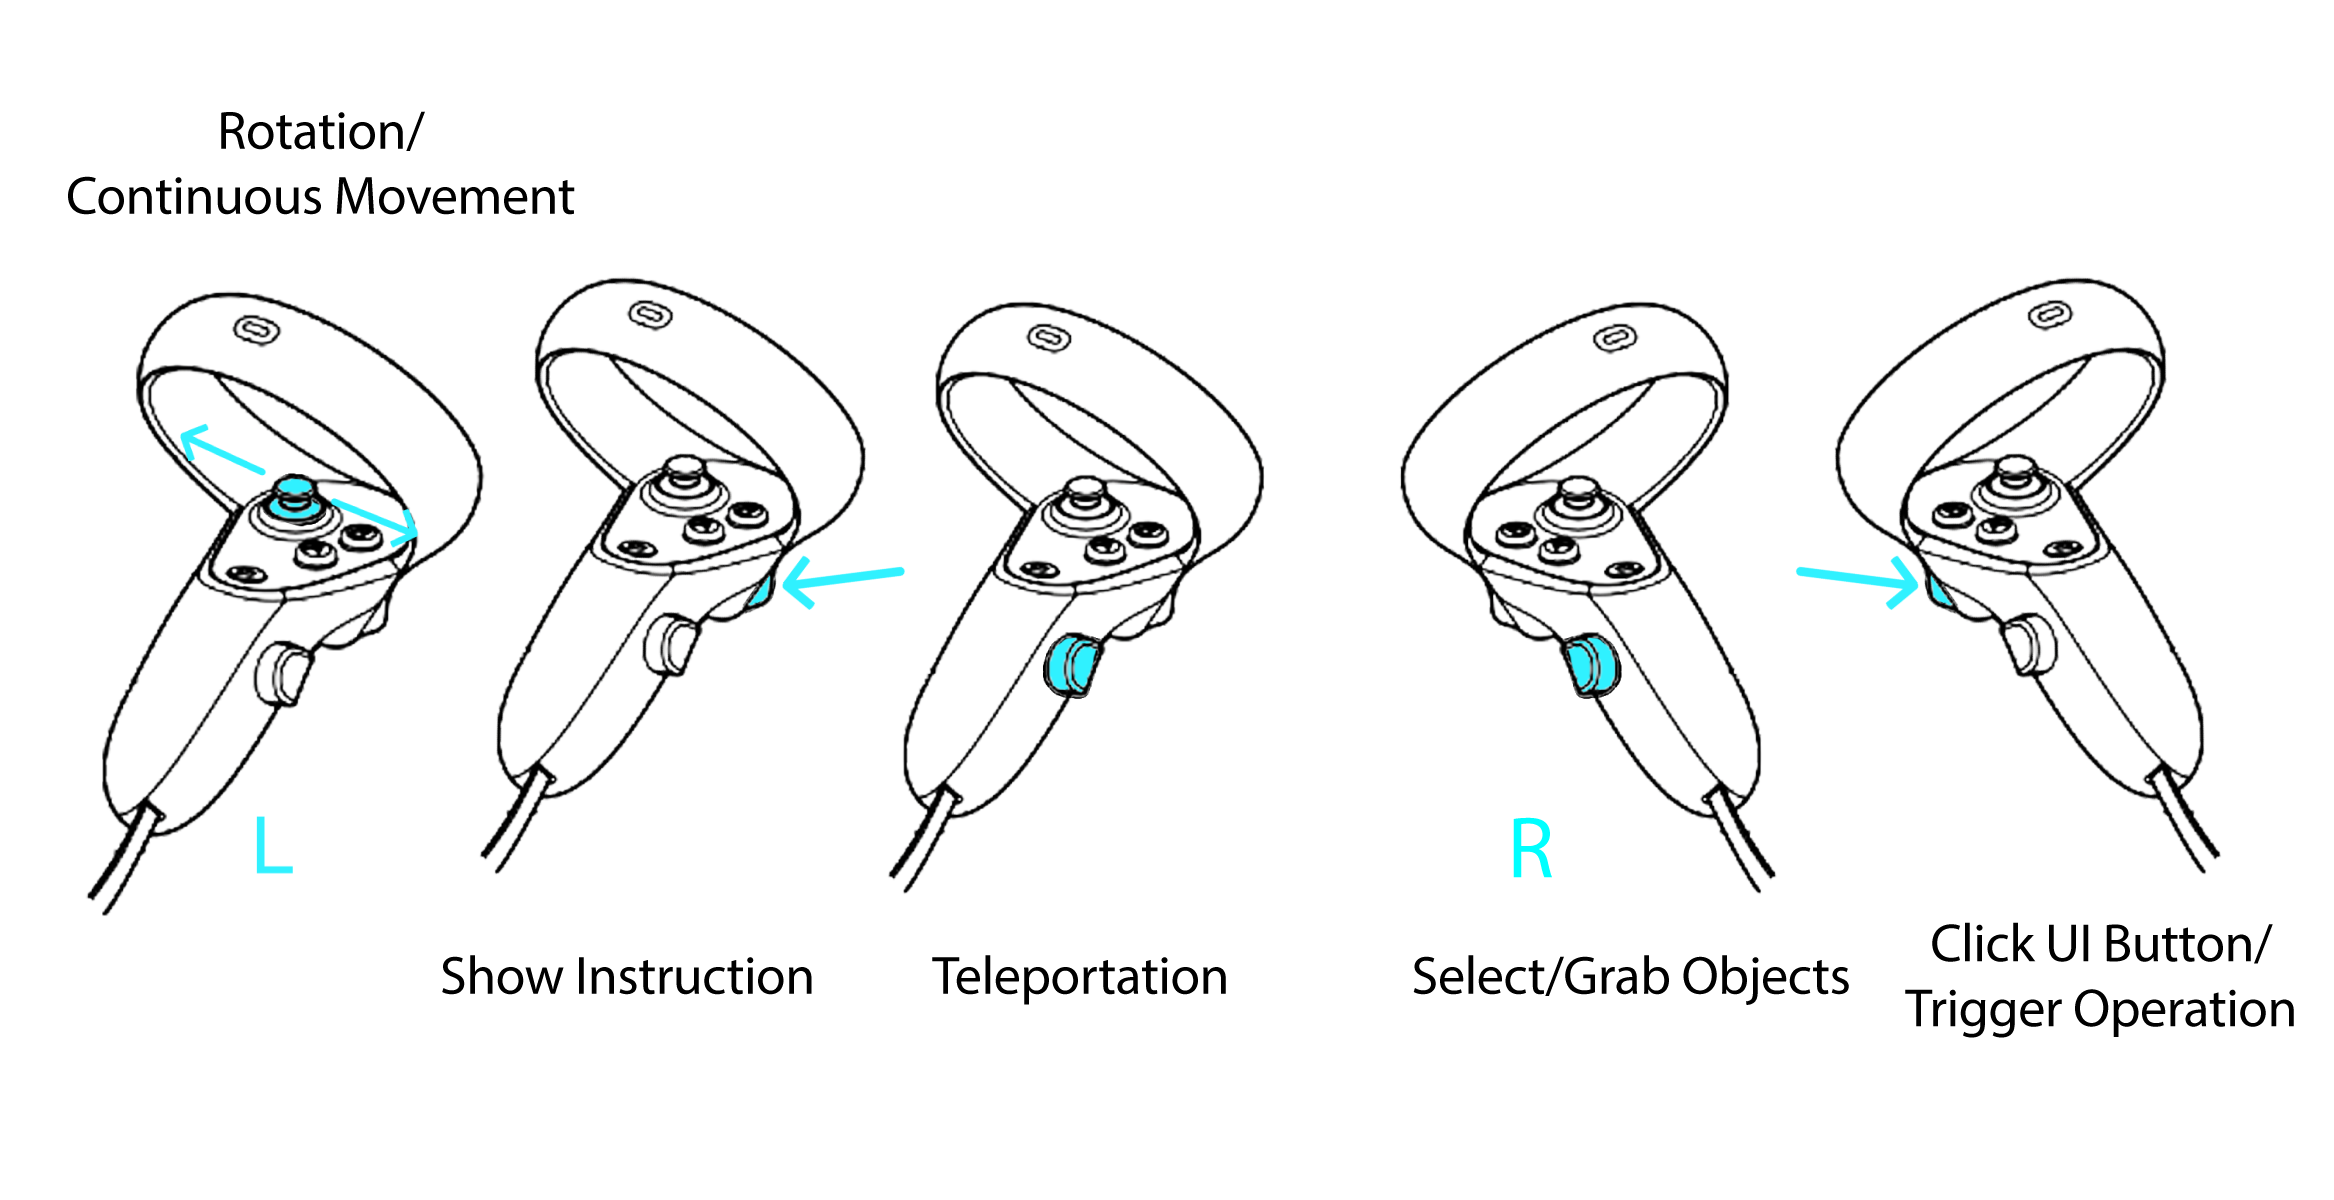 Rotation/
Continuous Movement
L
R
Show Instruction
Teleportation
Select/Grab Objects
Click UI Button/
Trigger Operation